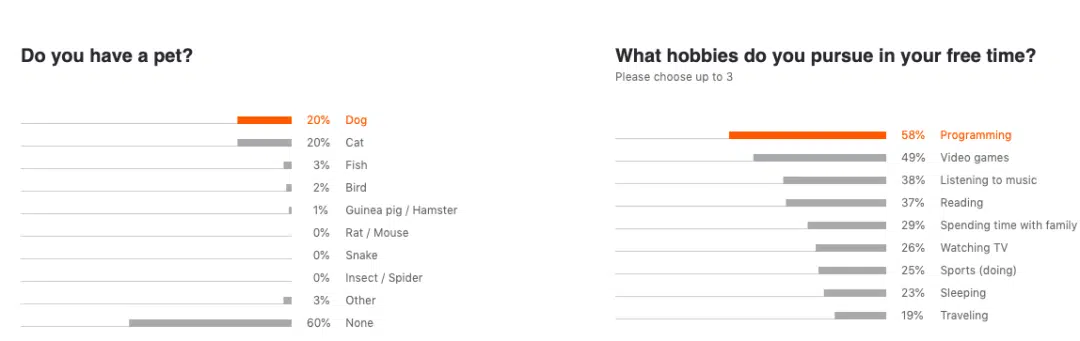 Do you have a pet?
20% Dog
20% Cat
3% Fish
2% Bird
1% Guinea pig / Hamster
0% Rat / Mouse
0% Snake
0% Insect / Spider
3% Other
60% None
What hobbies do you pursue in your free time?
Please choose up to 3
58% Programming
49% Video games
38% Listening to music
37% Reading
29% Spending time with family
26% Watching TV
25% Sports (doing)
23% Sleeping
19% Traveling